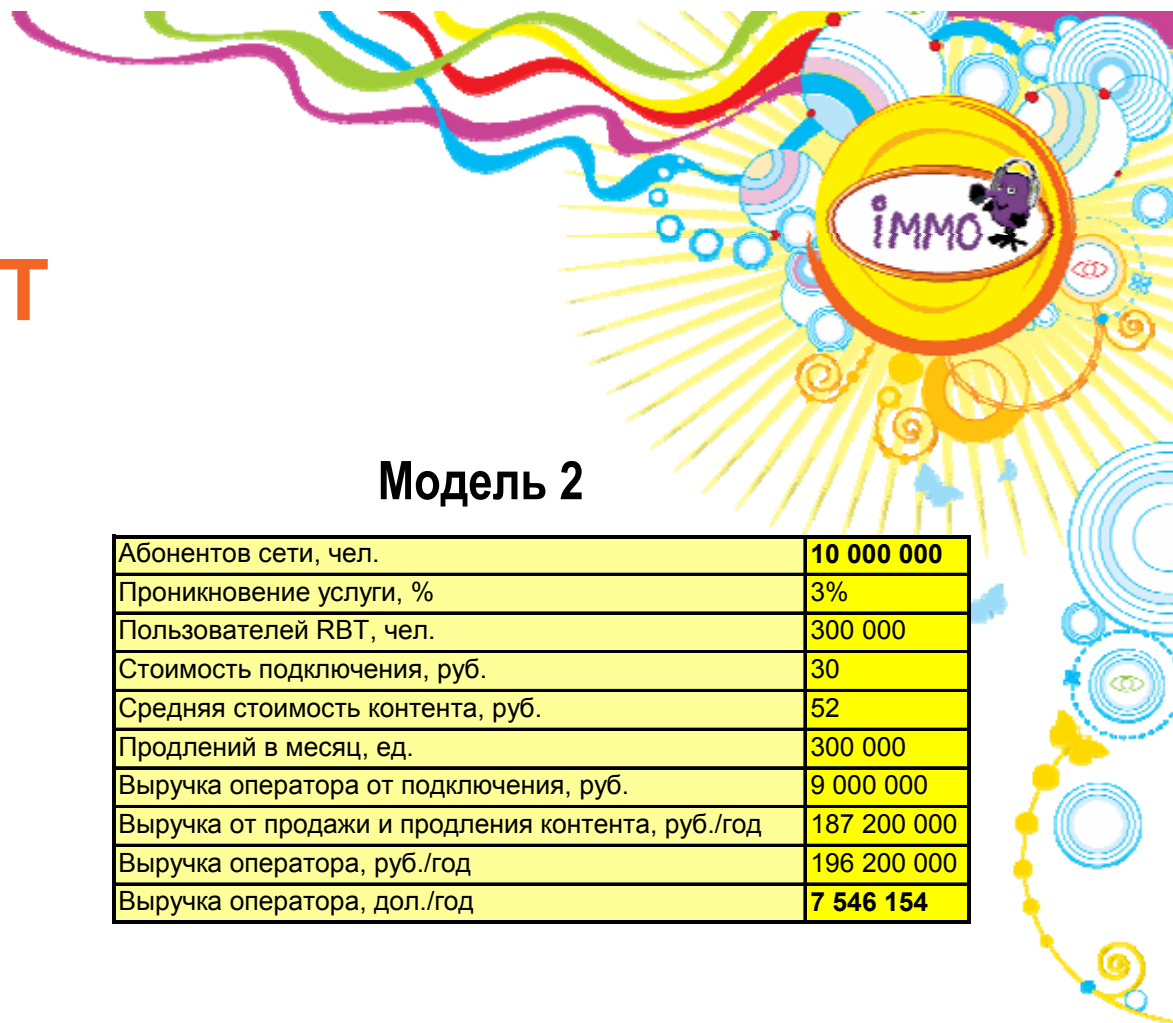 iммо
Т
Модель 2
Абонентов сети, чел. 10 000 000
Проникновение услуги, % 3%
Пользователей RBT, чел. 300 000
Стоимость подключения, руб. 30
Средняя стоимость контента, руб. 52
Продлений в месяц, ед. 300 000
Выручка оператора от подключения, руб. 9 000 000
Выручка от продажи и продления контента, руб./год 187 200 000
Выручка оператора, руб./год 196 200 000
Выручка оператора, дол./год 7 546 154